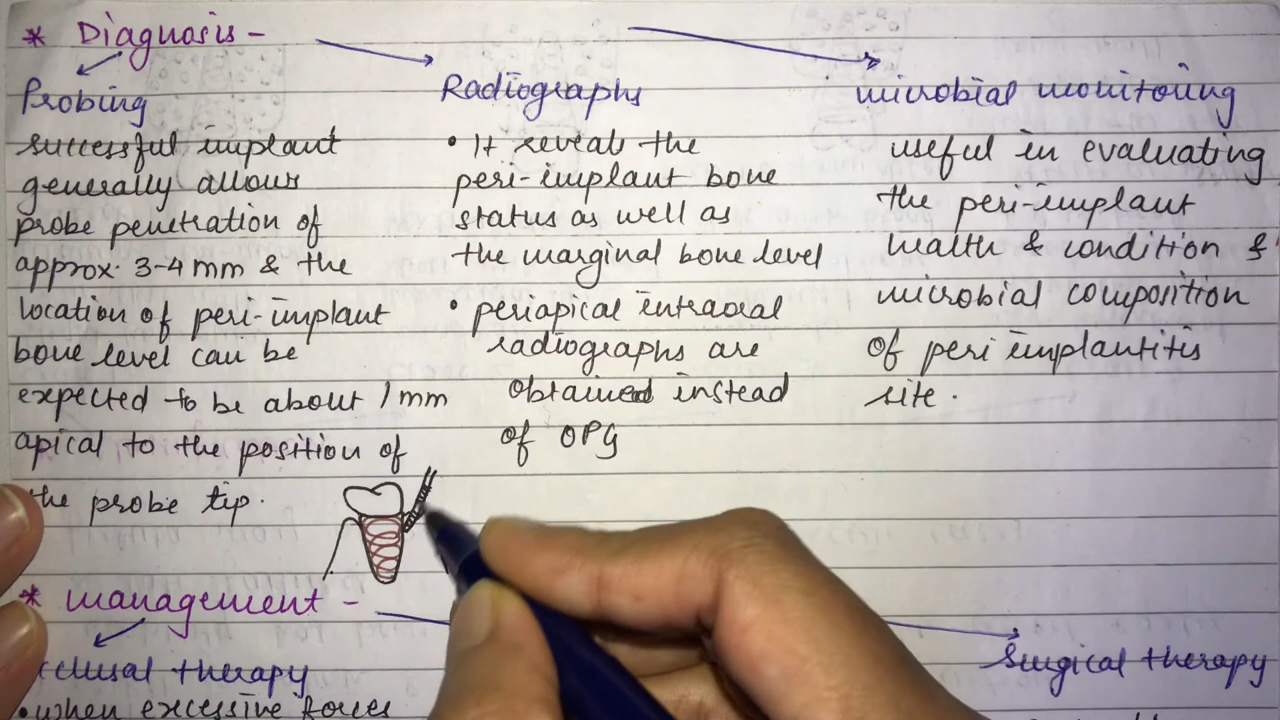 * Diagnosis -
Probing
successful implant
generally allows
probe penetration of
approx. 3-4 mm & the
location of peri-implant
bone level can be
expected to be about 1 mm
apical to the position of
the probe tip.
Radiographs
• It reveals the
peri-implant bone
status as well as
the marginal bone level
• periapical intraoral
radiographs are
obtained instead
of OPG
microbial monitoring
useful in evaluating
the peri-implant
health & condition &
microbial composition
of peri implantitis
site.
* management -
clusal therapy
• when excessive forces
Surgical therapy